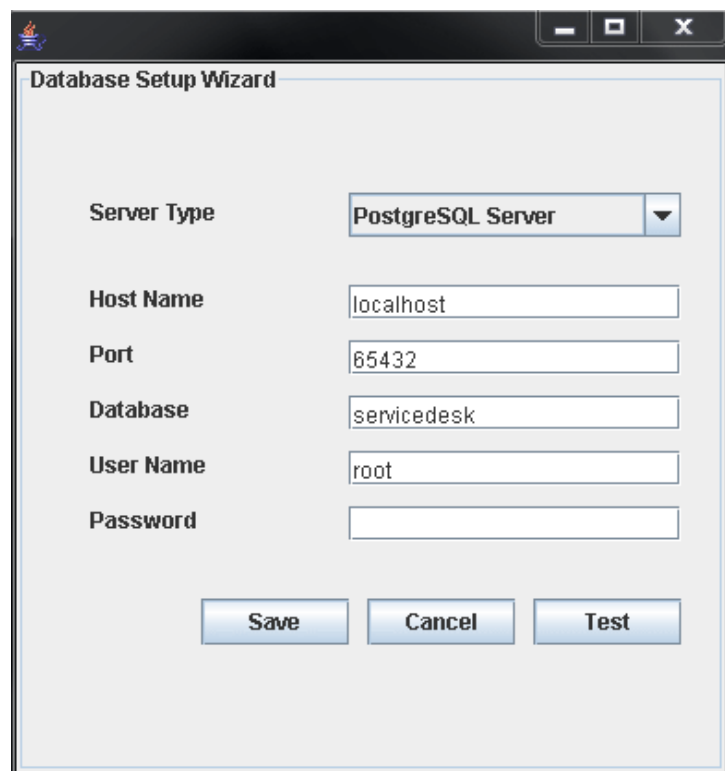 Database Setup Wizard
Server Type PostgreSQL Server
Host Name localhost
Port 65432
Database servicedesk
User Name root
Password
Save Cancel Test